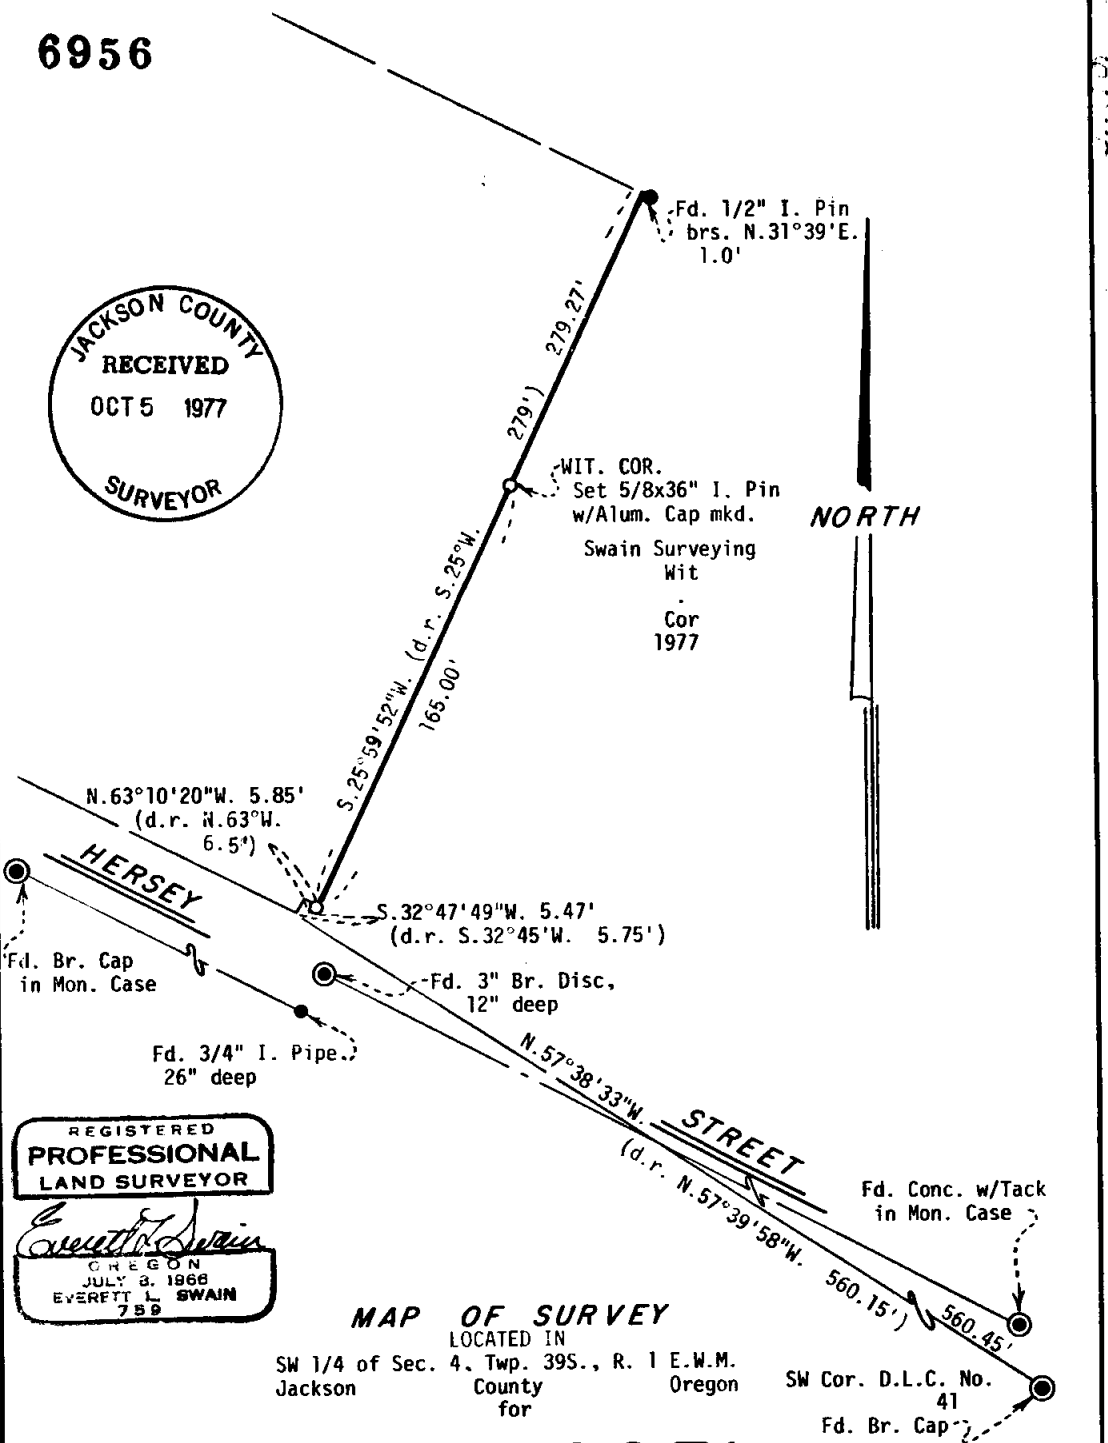 6956
Fd. 1/2" I. Pin
brs. N.31°39'E.
1.0'
JACKSON COUNTY
RECEIVED
OCT 5 1977
SURVEYOR
279.27'
279')
WIT. COR.
Set 5/8x36" I. Pin
w/Alum. Cap mkd.
Swain Surveying
Wit
.
Cor
1977
NORTH
S.25°59'52"W. (d.r. S.25°W.
165.00'
N.63°10'20"W. 5.85'
(d.r. N.63°W.
6.5')
HERSEY
S.32°47'49"W. 5.47'
(d.r. S.32°45'W. 5.75')
Fd. Br. Cap
in Mon. Case
Fd. 3" Br. Disc,
12" deep
Fd. 3/4" I. Pipe.
26" deep
N.57°38'33"W.
560.45'
STREET
(d.r. N.57°39'58"W. 560.15')
Fd. Conc. w/Tack
in Mon. Case
REGISTERED
PROFESSIONAL
LAND SURVEYOR
Everett L Swain
OREGON
JULY 8. 1966
EVERETT L. SWAIN
759
MAP OF SURVEY
LOCATED IN
SW 1/4 of Sec. 4. Twp. 39S., R. 1 E.W.M.
Jackson County Oregon
for
SW Cor. D.L.C. No.
41
Fd. Br. Cap